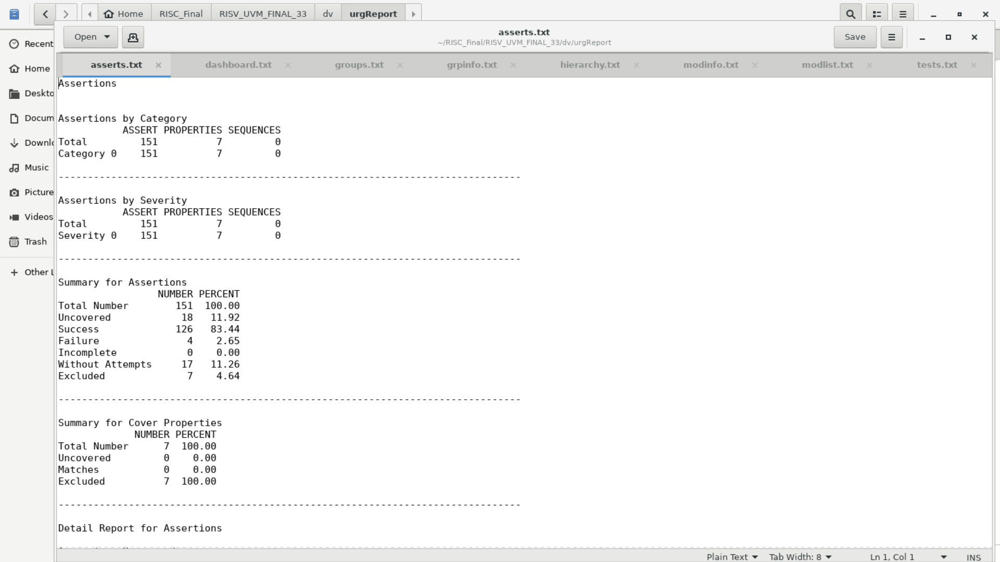 Home RISC_Final RISV_UVM_FINAL_33 dv urgReport
Open asserts.txt Save
~/RISC_Final/RISV_UVM_FINAL_33/dv/urgReport
asserts.txt dashboard.txt groups.txt grpinfo.txt hierarchy.txt modinfo.txt modlist.txt tests.txt
Recent
Home
Deskto
Docum
Downlo
Music
Picture
Videos
Trash
Other L
Assertions
Assertions by Category
ASSERT PROPERTIES SEQUENCES
Total 151 7 0
Category 0 151 7 0
--------------------------------------------------------------------------------
Assertions by Severity
ASSERT PROPERTIES SEQUENCES
Total 151 7 0
Severity 0 151 7 0
--------------------------------------------------------------------------------
Summary for Assertions
NUMBER PERCENT
Total Number 151 100.00
Uncovered 18 11.92
Success 126 83.44
Failure 4 2.65
Incomplete 0 0.00
Without Attempts 17 11.26
Excluded 7 4.64
--------------------------------------------------------------------------------
Summary for Cover Properties
NUMBER PERCENT
Total Number 7 100.00
Uncovered 0 0.00
Matches 0 0.00
Excluded 7 100.00
--------------------------------------------------------------------------------
Detail Report for Assertions
Plain Text Tab Width: 8 Ln 1, Col 1 INS